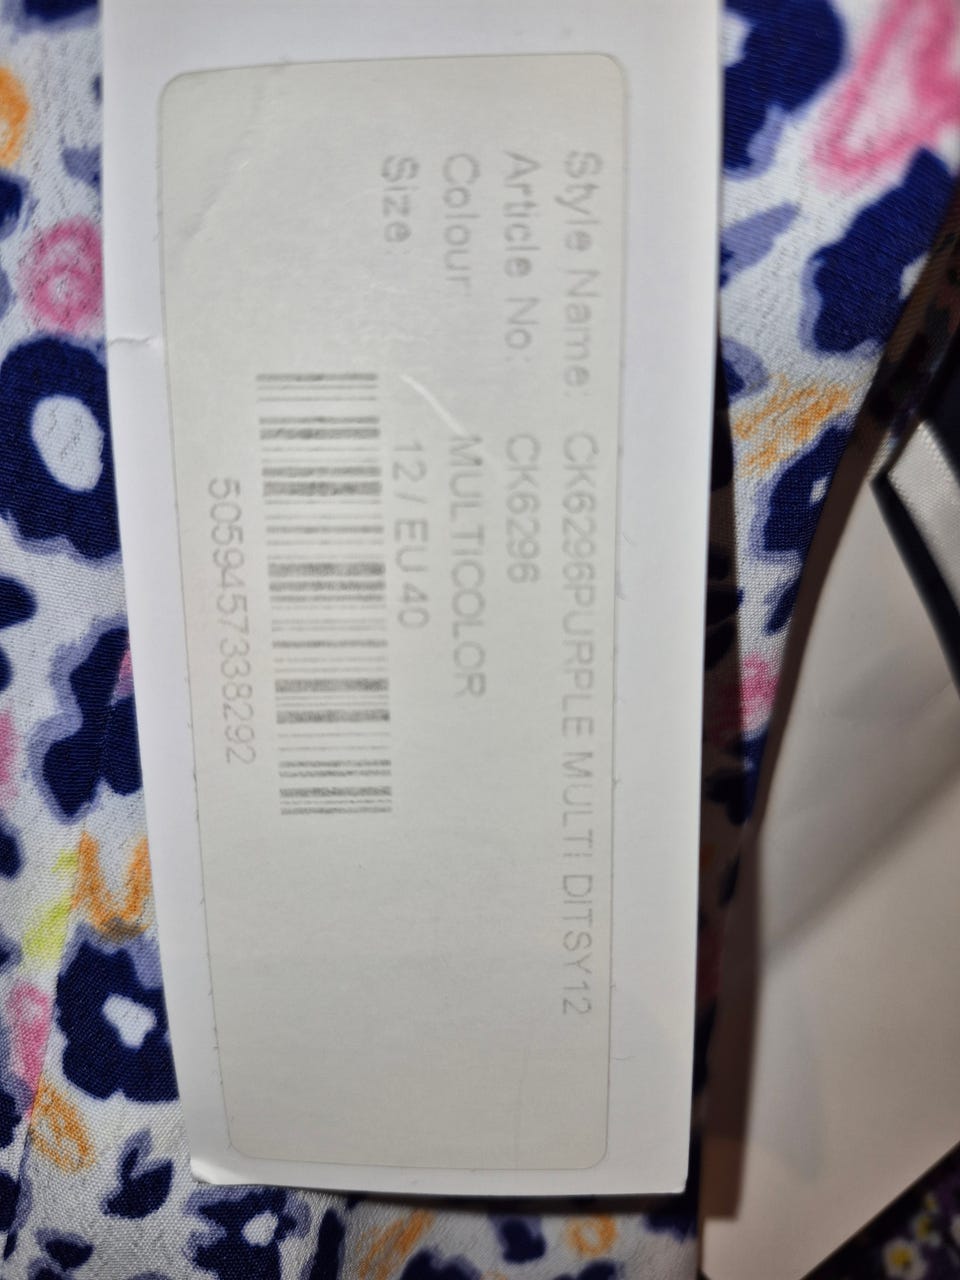 Style Name: CK6296PURPLE MULTI DITSY12
Article No: CK6296
Colour: MULTICOLOR
Size: 12 / EU 40
5059457338292